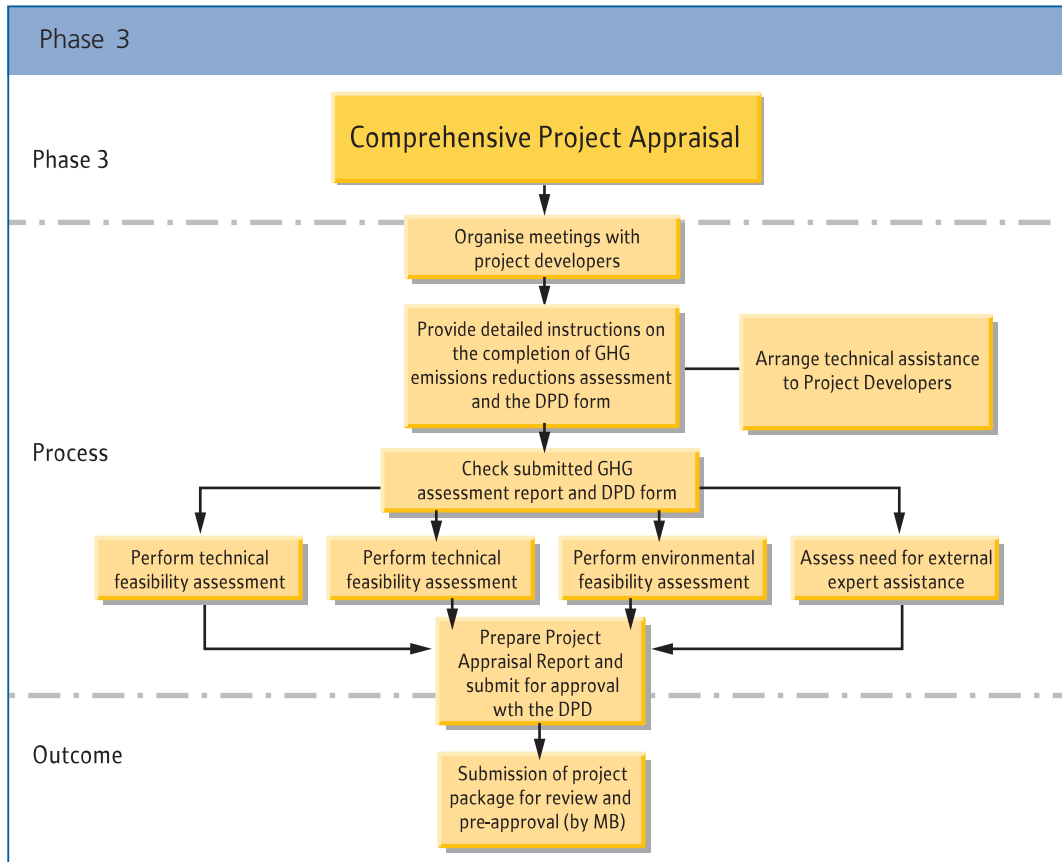 Phase 3
Comprehensive Project Appraisal
Phase 3
Organise meetings with
project developers
Provide detailed instructions on
the completion of GHG
emissions reductions assessment
and the DPD form
Arrange technical assistance
to Project Developers
Process
Check submitted GHG
assessment report and DPD form
Perform technical
feasibility assessment
Perform technical
feasibility assessment
Perform environmental
feasibility assessment
Assess need for external
expert assistance
Prepare Project
Appraisal Report and
submit for approval
wth the DPD
Outcome
Submission of project
package for review and
pre-approval (by MB)